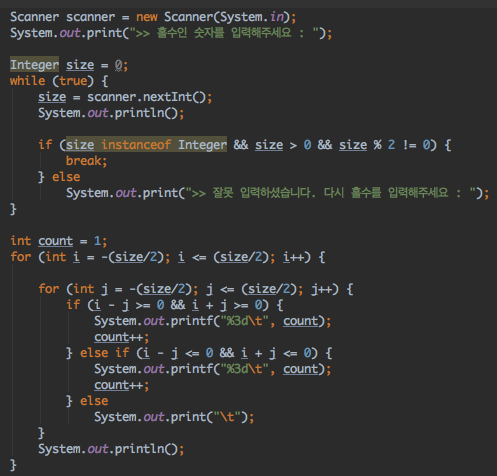 Scanner scanner = new Scanner(System.in);
System.out.print(">> 홀수인 숫자를 입력해주세요 : ");
Integer size = 0;
while (true) {
size = scanner.nextInt();
System.out.println();
if (size instanceof Integer && size > 0 && size % 2 != 0) {
break;
} else
System.out.print(">> 잘못 입력하셨습니다. 다시 홀수를 입력해주세요 : ");
}
int count = 1;
for (int i = -(size/2); i <= (size/2); i++) {
for (int j = -(size/2); j <= (size/2); j++) {
if (i - j >= 0 && i + j >= 0) {
System.out.printf("%3d\t", count);
count++;
} else if (i - j <= 0 && i + j <= 0) {
System.out.printf("%3d\t", count);
count++;
} else
System.out.print("\t");
}
System.out.println();
}